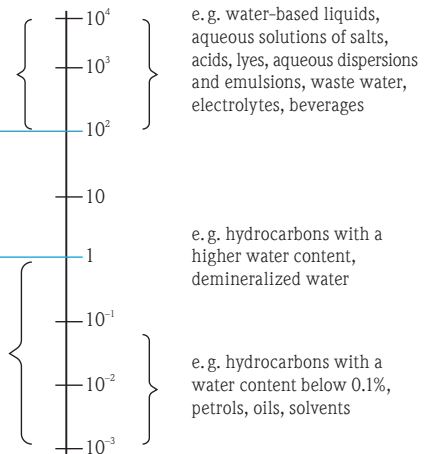 10⁴
e. g. water-based liquids,
aqueous solutions of salts,
acids, lyes, aqueous dispersions
and emulsions, waste water,
electrolytes, beverages
10³
10²
10
e. g. hydrocarbons with a
higher water content,
demineralized water
1
10⁻¹
e. g. hydrocarbons with a
water content below 0.1%,
petrols, oils, solvents
10⁻²
10⁻³